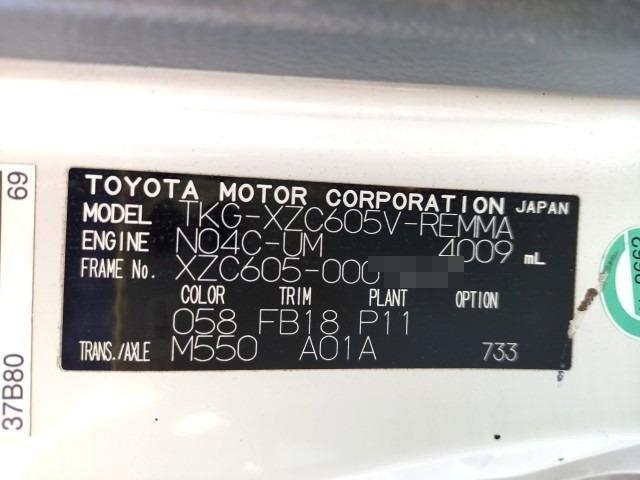 TOYOTA MOTOR CORPORATION JAPAN
MODEL TKG-XZC605V-REMMA
ENGINE N04C-UM 4009 mL
FRAME No. XZC605-000
COLOR TRIM PLANT OPTION
058 FB18 P11
TRANS./AXLE M550 A01A 733
37B80
69